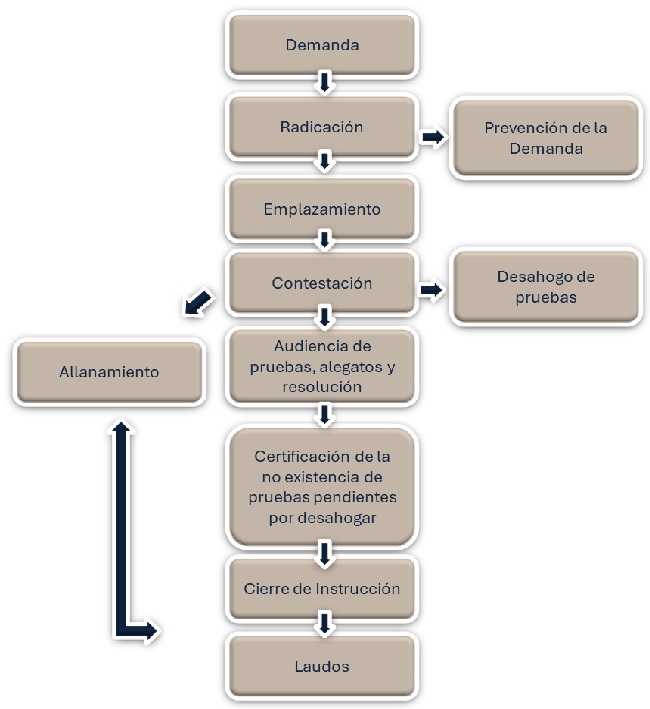 Demanda
Radicación
Prevención de la
Demanda
Emplazamiento
Contestación
Desahogo de
pruebas
Allanamiento
Audiencia de
pruebas, alegatos y
resolución
Certificación de la
no existencia de
pruebas pendientes
por desahogar
Cierre de Instrucción
Laudos